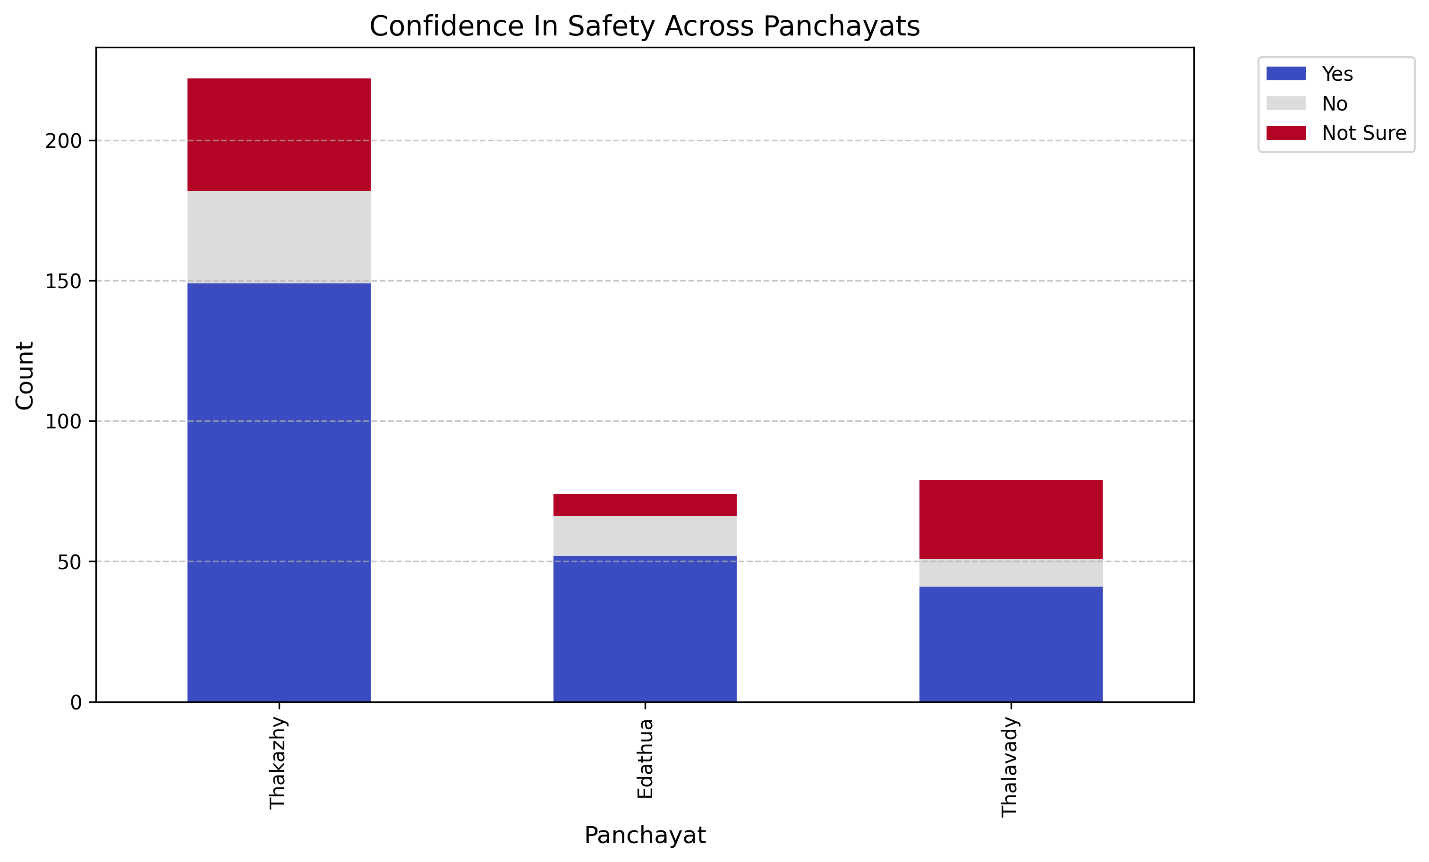 Confidence In Safety Across Panchayats
Yes
No
Not Sure
200
150
100
50
0
Count
Thakazhy
Edathua
Thalavady
Panchayat